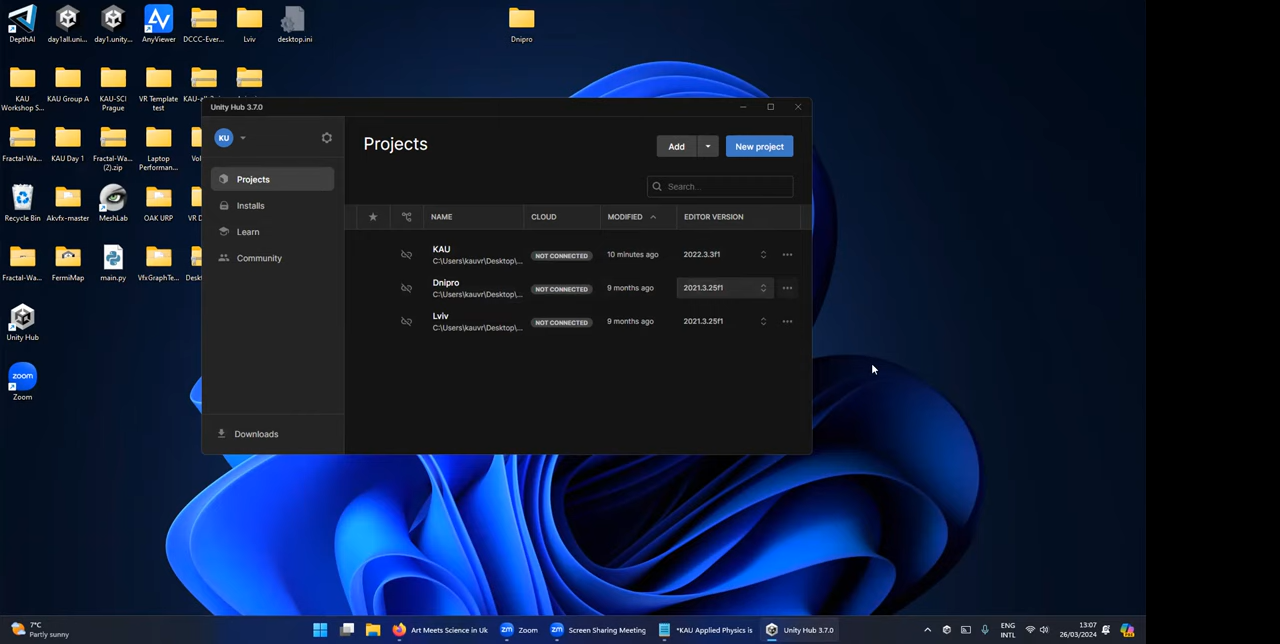 DepthAI
day1all.uni...
day1.unity...
AnyViewer
DCCC-Ever...
Lviv
desktop.ini
Dnipro
KAU
Workshop S...
KAU Group A
KAU-SCI
Prague
VR Template
test
Fractal-Wa...
KAU Day 1
Fractal-Wa...
(2).zip
Laptop
Performan...
Recycle Bin
Akvfx-master
MeshLab
OAK URP
Fractal-Wa...
FermiMap
main.py
VfxGraphTe...
Unity Hub
zoom
Zoom
Unity Hub 3.7.0
KU
Projects
Installs
Learn
Community
Downloads
Projects
Add
New project
Search...
NAME
CLOUD
MODIFIED
EDITOR VERSION
KAU
C:\Users\kauvr\Desktop\...
NOT CONNECTED
10 minutes ago
2022.3.3f1
Dnipro
C:\Users\kauvr\Desktop\...
NOT CONNECTED
9 months ago
2021.3.25f1
Lviv
C:\Users\kauvr\Desktop\...
NOT CONNECTED
9 months ago
2021.3.25f1
7°C
Partly sunny
Art Meets Science in Uk
zm
Zoom
zm
Screen Sharing Meeting
*KAU Applied Physics is
Unity Hub 3.7.0
ENG
INTL
13:07
26/03/2024